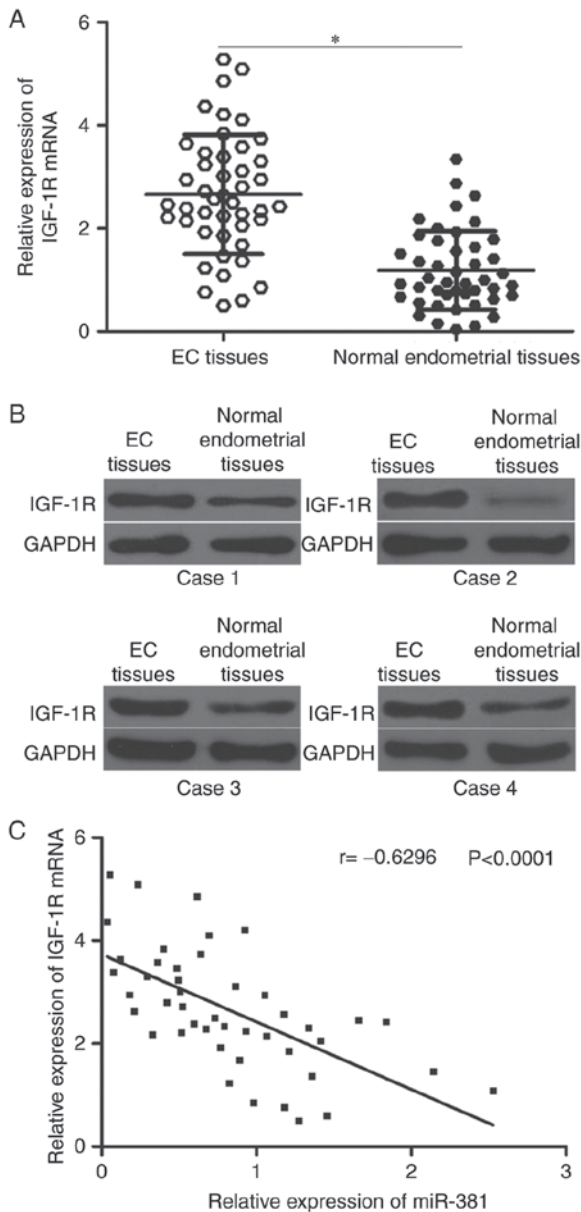 A
Relative expression of
IGF-1R mRNA
6
4
2
0
*
EC tissues
Normal endometrial tissues
B
EC
tissues
Normal
endometrial
tissues
IGF-1R
GAPDH
Case 1
EC
tissues
Normal
endometrial
tissues
IGF-1R
GAPDH
Case 2
EC
tissues
Normal
endometrial
tissues
IGF-1R
GAPDH
Case 3
EC
tissues
Normal
endometrial
tissues
IGF-1R
GAPDH
Case 4
C
Relative expression of IGF-1R mRNA
6
4
2
0
r= −0.6296 P<0.0001
0 1 2 3
Relative expression of miR-381